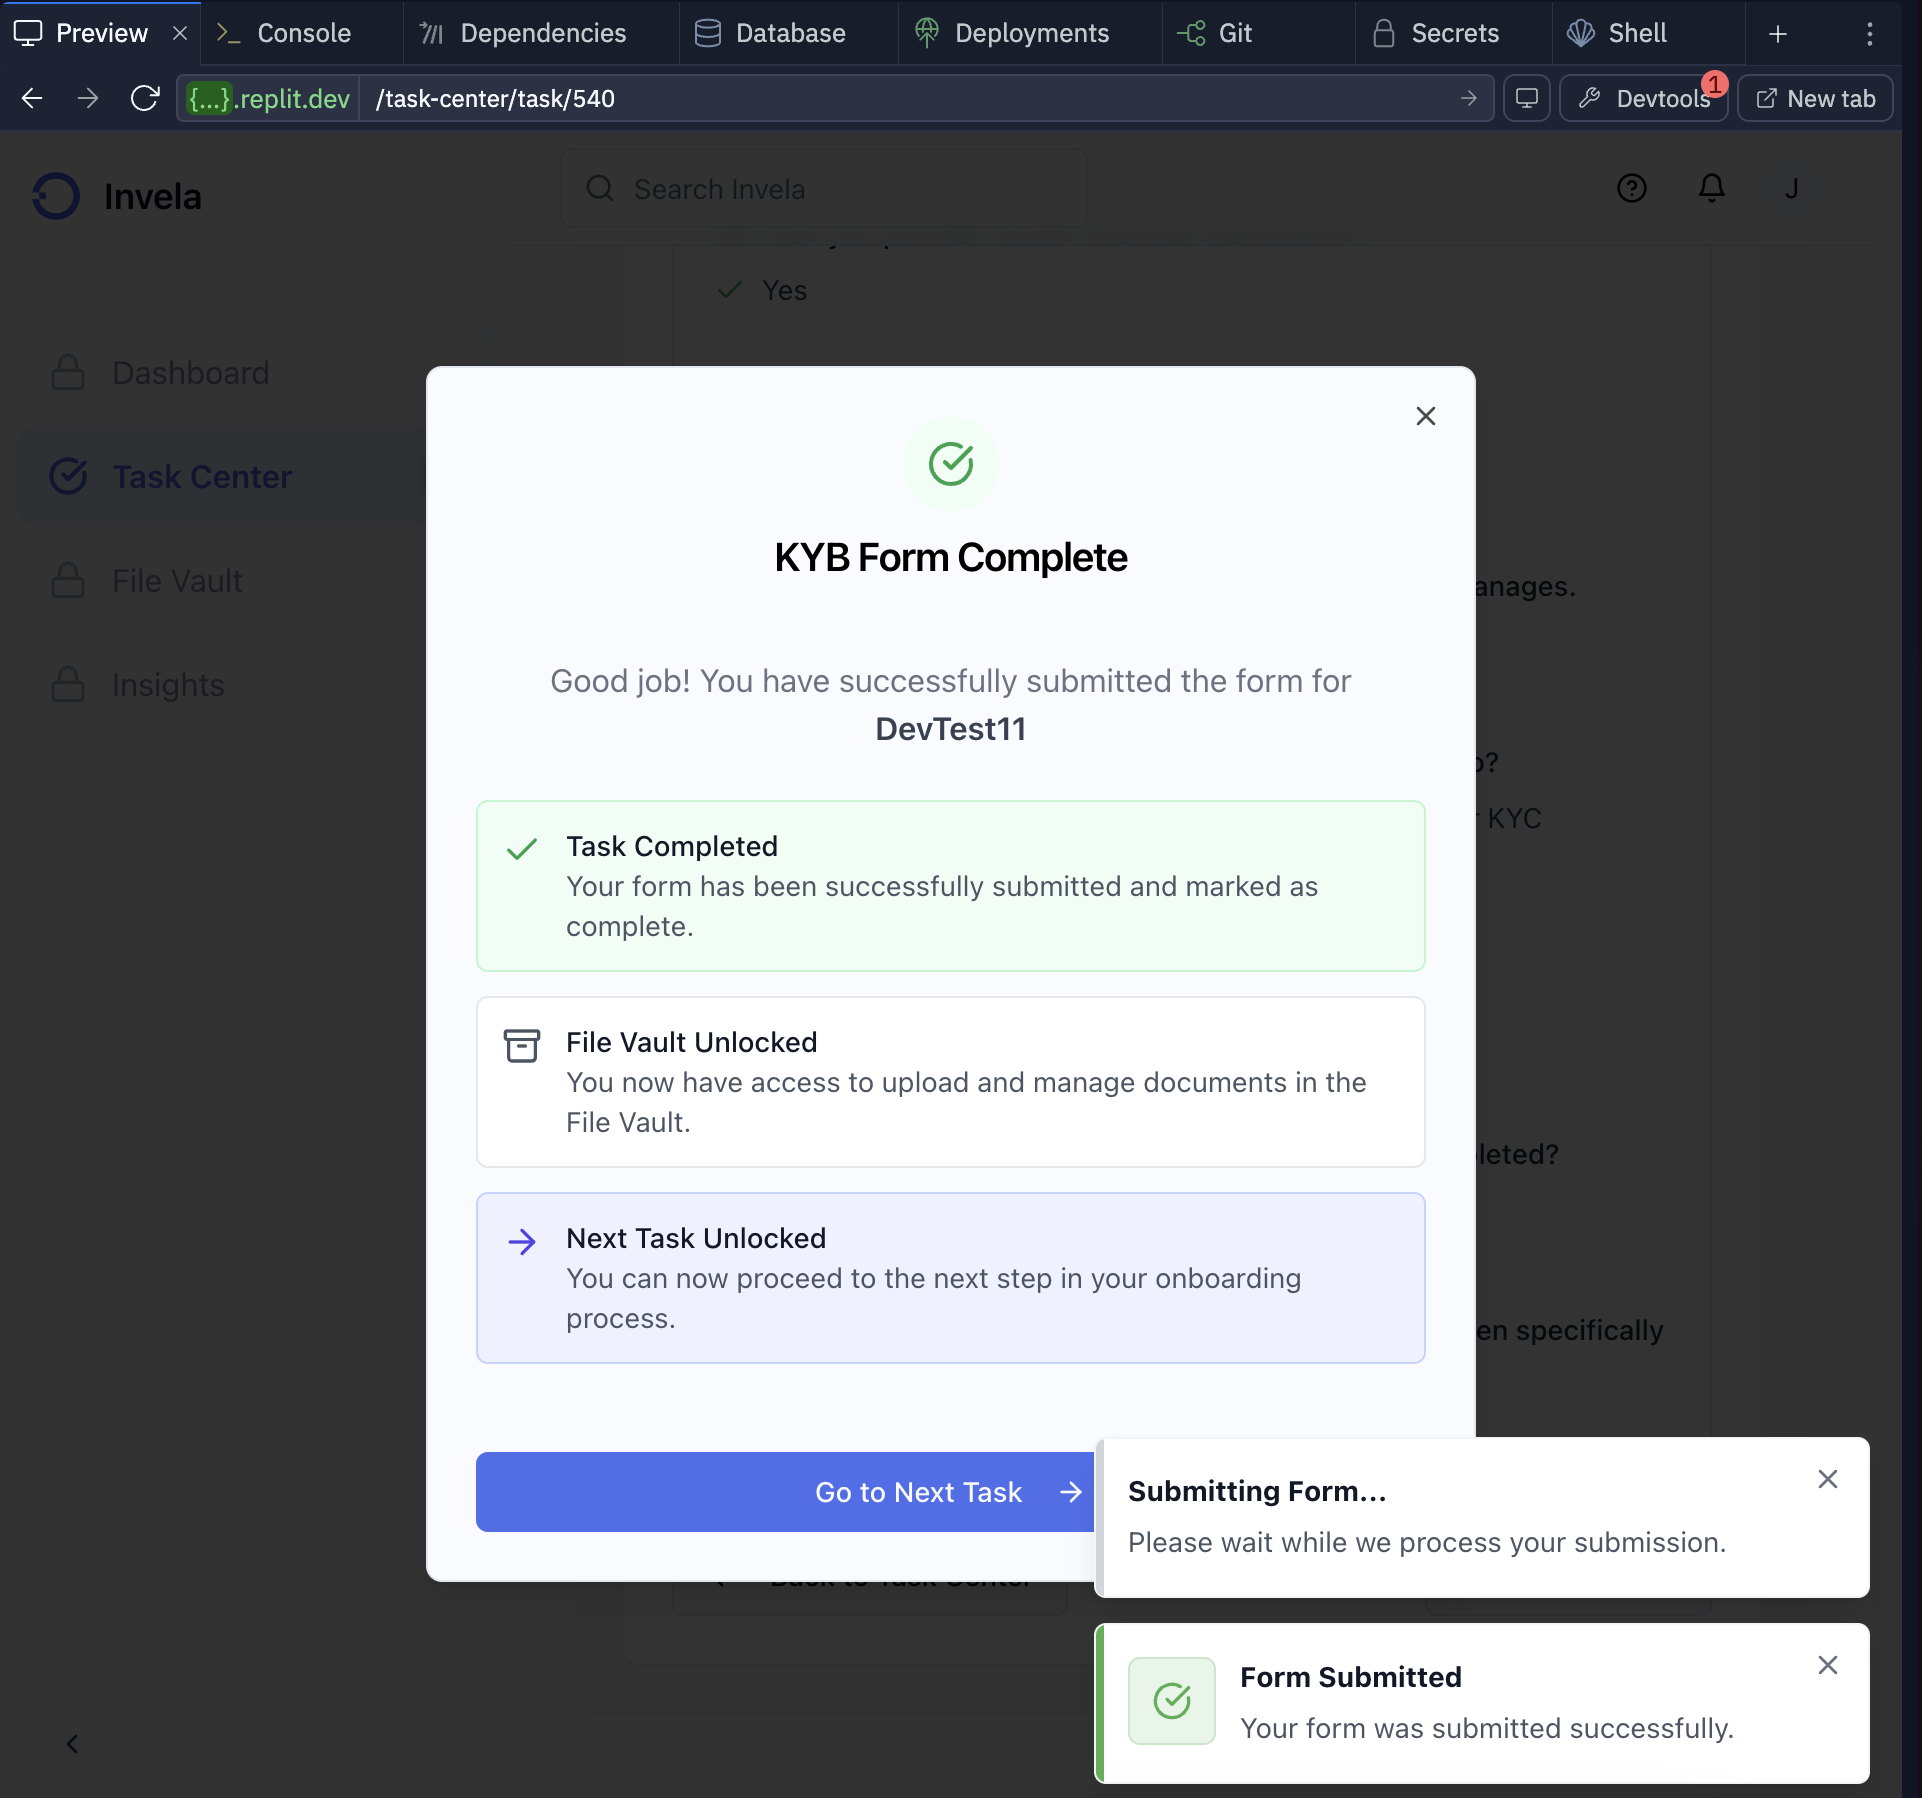 Preview
Console
Dependencies
Database
Deployments
Git
Secrets
Shell
{...}.replit.dev
/task-center/task/540
Devtools
1
New tab
Invela
Search Invela
J
Yes
Dashboard
Task Center
File Vault
Insights
KYB Form Complete
Good job! You have successfully submitted the form for
DevTest11
anages.
o?
KYC
Task Completed
Your form has been successfully submitted and marked as
complete.
File Vault Unlocked
You now have access to upload and manage documents in the
File Vault.
leted?
Next Task Unlocked
You can now proceed to the next step in your onboarding
process.
en specifically
Go to Next Task
Back to Task Center
Submitting Form...
Please wait while we process your submission.
Form Submitted
Your form was submitted successfully.